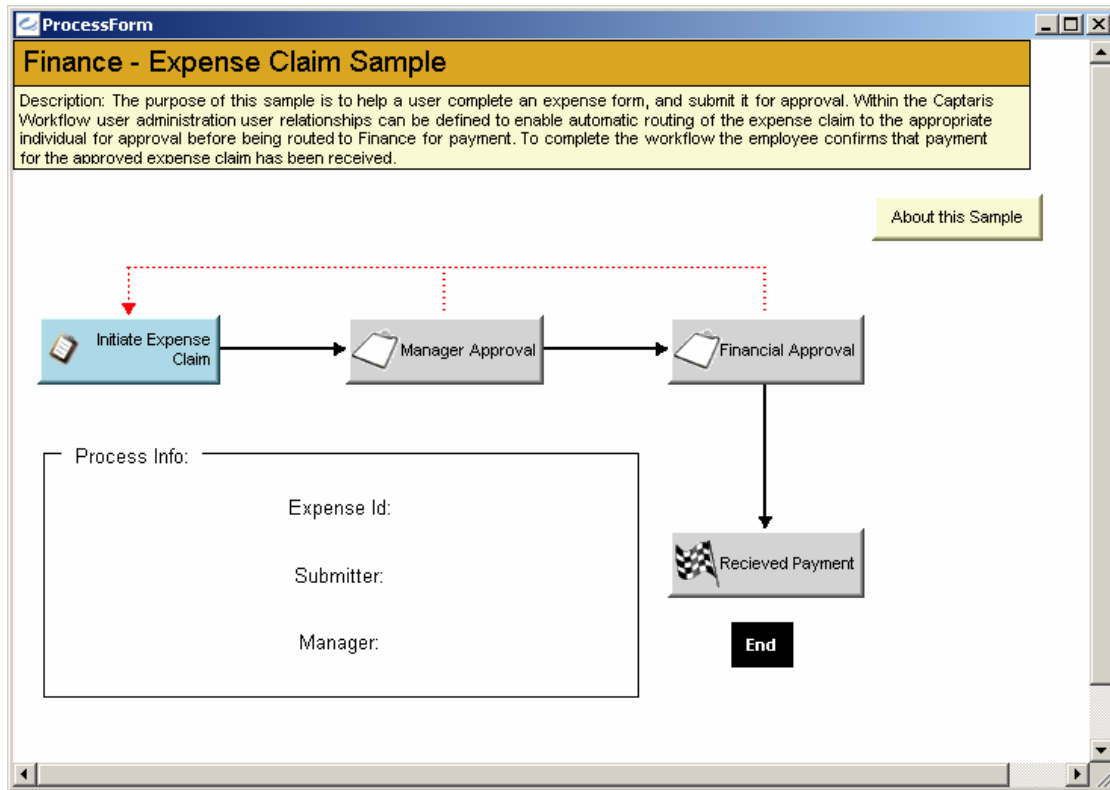 ProcessForm
Finance - Expense Claim Sample
Description: The purpose of this sample is to help a user complete an expense form, and submit it for approval. Within the Captaris
Workflow user administration user relationships can be defined to enable automatic routing of the expense claim to the appropriate
individual for approval before being routed to Finance for payment. To complete the workflow the employee confirms that payment
for the approved expense claim has been received.
About this Sample
Initiate Expense
Claim
Manager Approval
Financial Approval
Process Info:
Expense Id:
Submitter:
Manager:
Recieved Payment
End